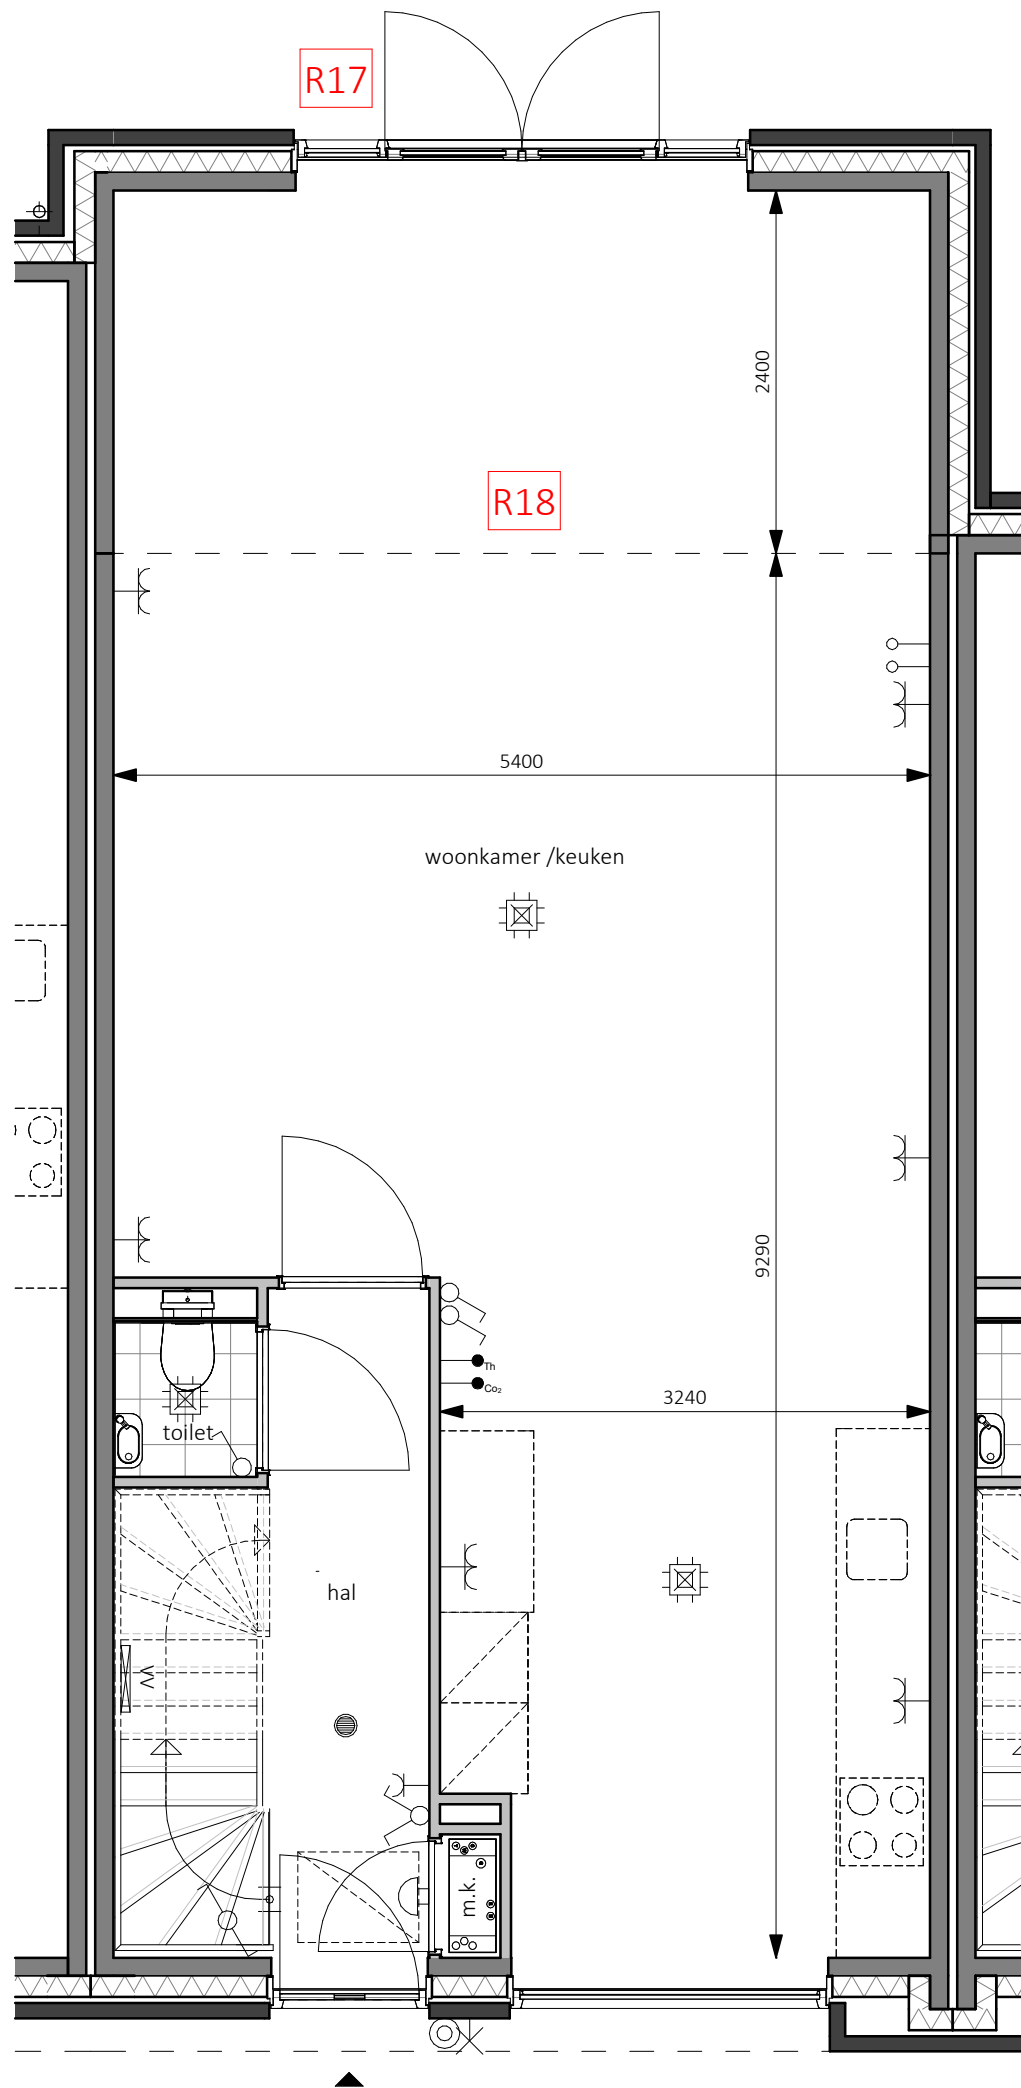 R17
2400
R18
5400
woonkamer /keuken
9290
Th
Co₂
3240
toilet
hal
m.k.